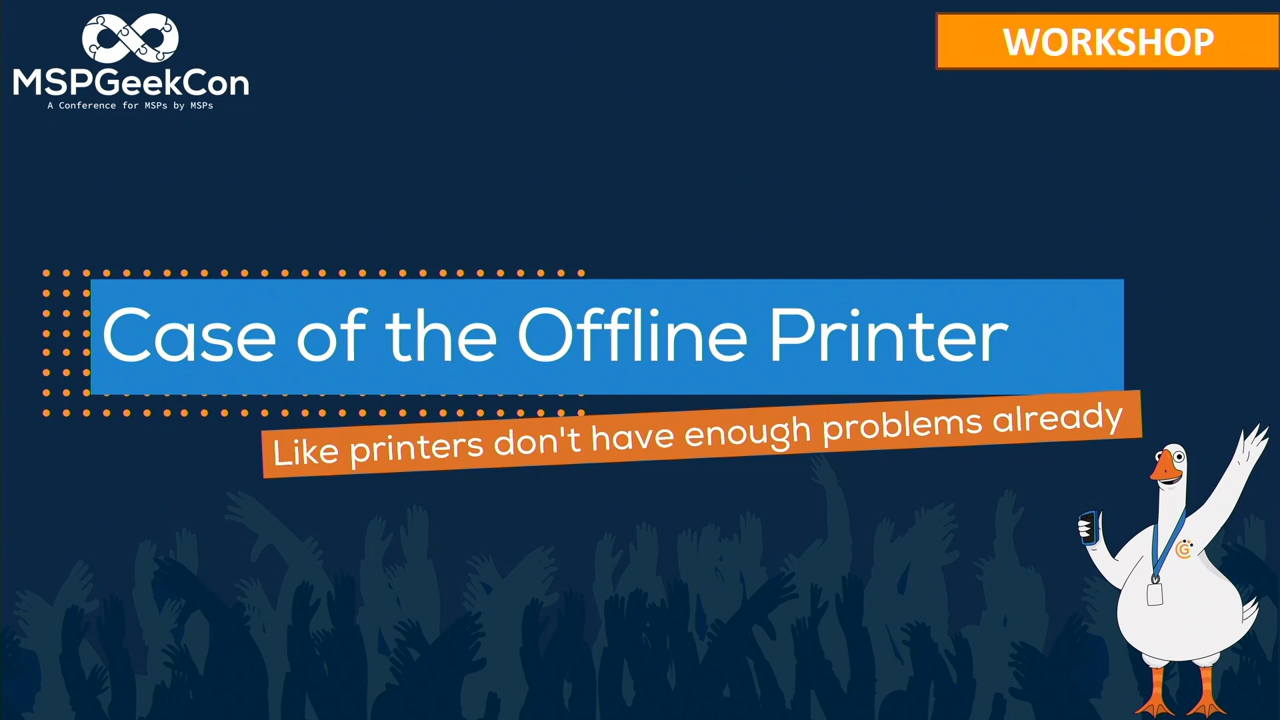 MSPGeekCon
A Conference for MSPs by MSPs
WORKSHOP
Case of the Offline Printer
Like printers don't have enough problems already
G